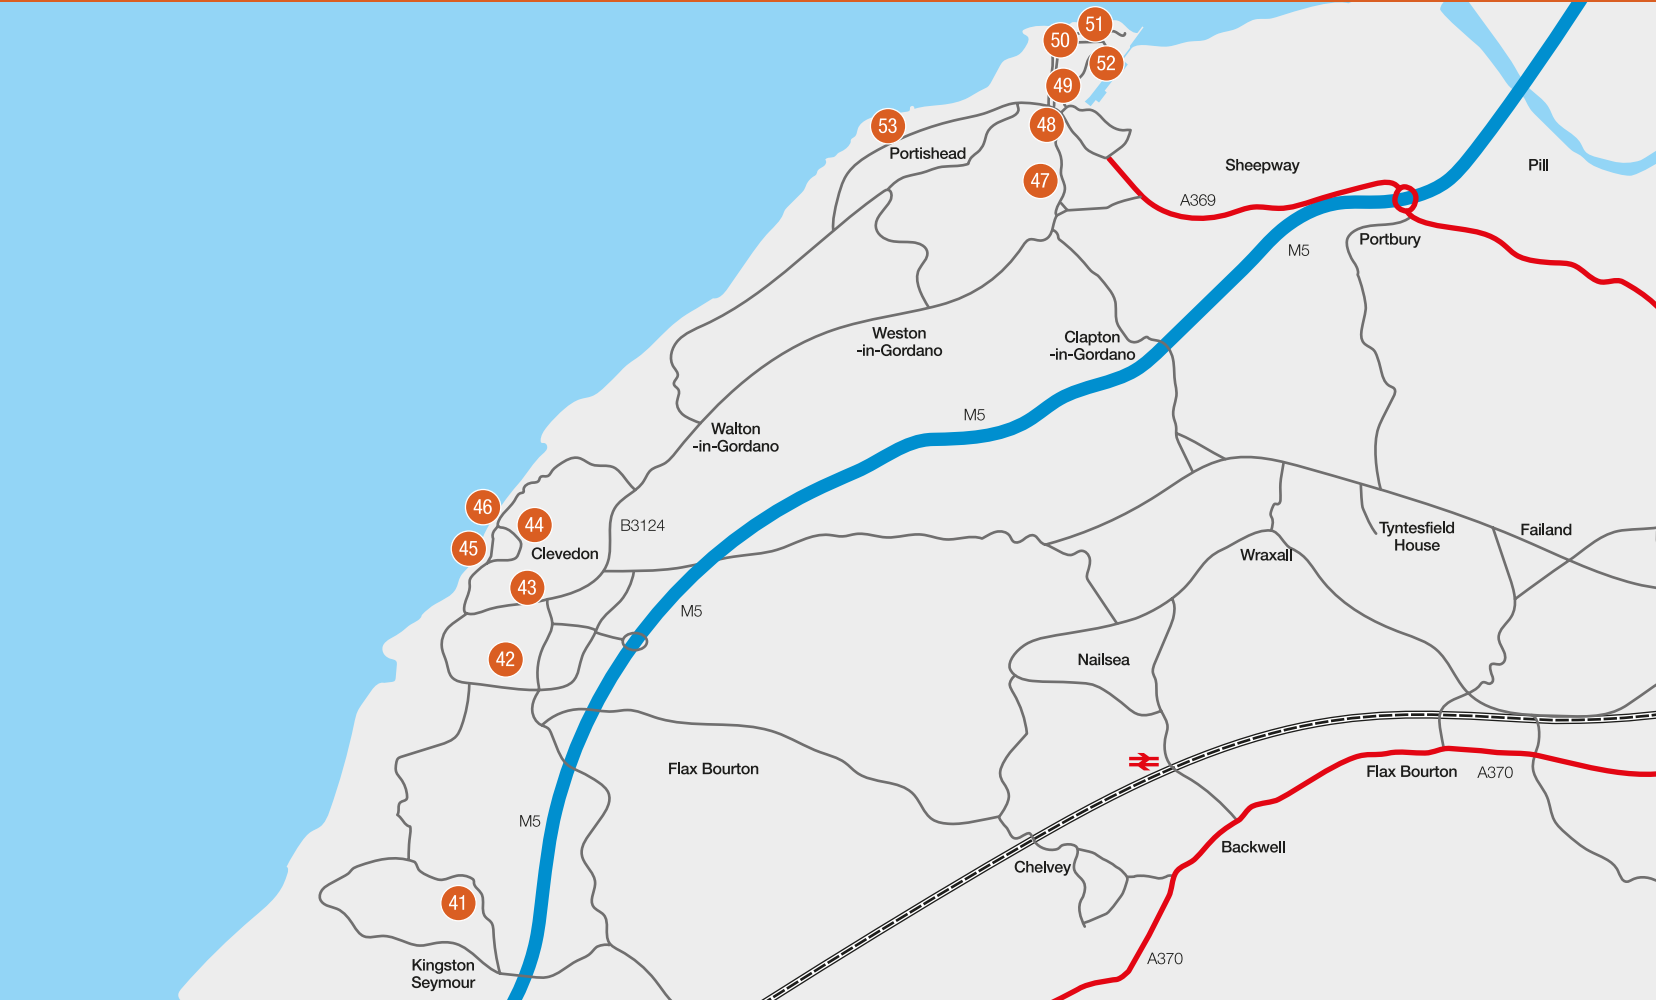 51
50
52
49
53
48
Portishead
Sheepway
Pill
47
A369
Portbury
M5
Weston
-in-Gordano
Clapton
-in-Gordano
M5
Walton
-in-Gordano
46
44
B3124
45
Clevedon
Tyntesfield
House
Failand
Wraxall
43
M5
42
Nailsea
Flax Bourton
Flax Bourton
A370
M5
Backwell
Chelvey
41
A370
Kingston
Seymour